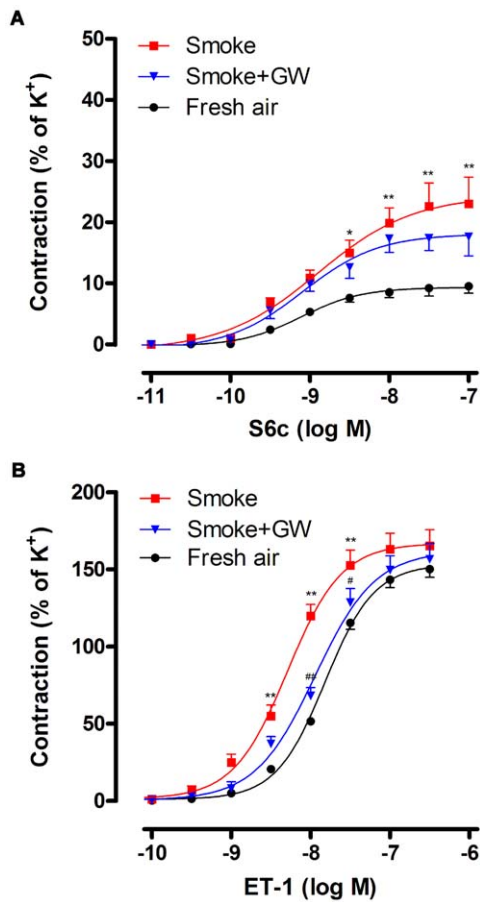 A
50
40
30
20
10
0
Contraction (% of K+)
Smoke
Smoke+GW
Fresh air
*
**
**
**
-11 -10 -9 -8 -7
S6c (log M)
B
200
150
100
50
0
Contraction (% of K+)
Smoke
Smoke+GW
Fresh air
**
**
**
##
#
-10 -9 -8 -7 -6
ET-1 (log M)